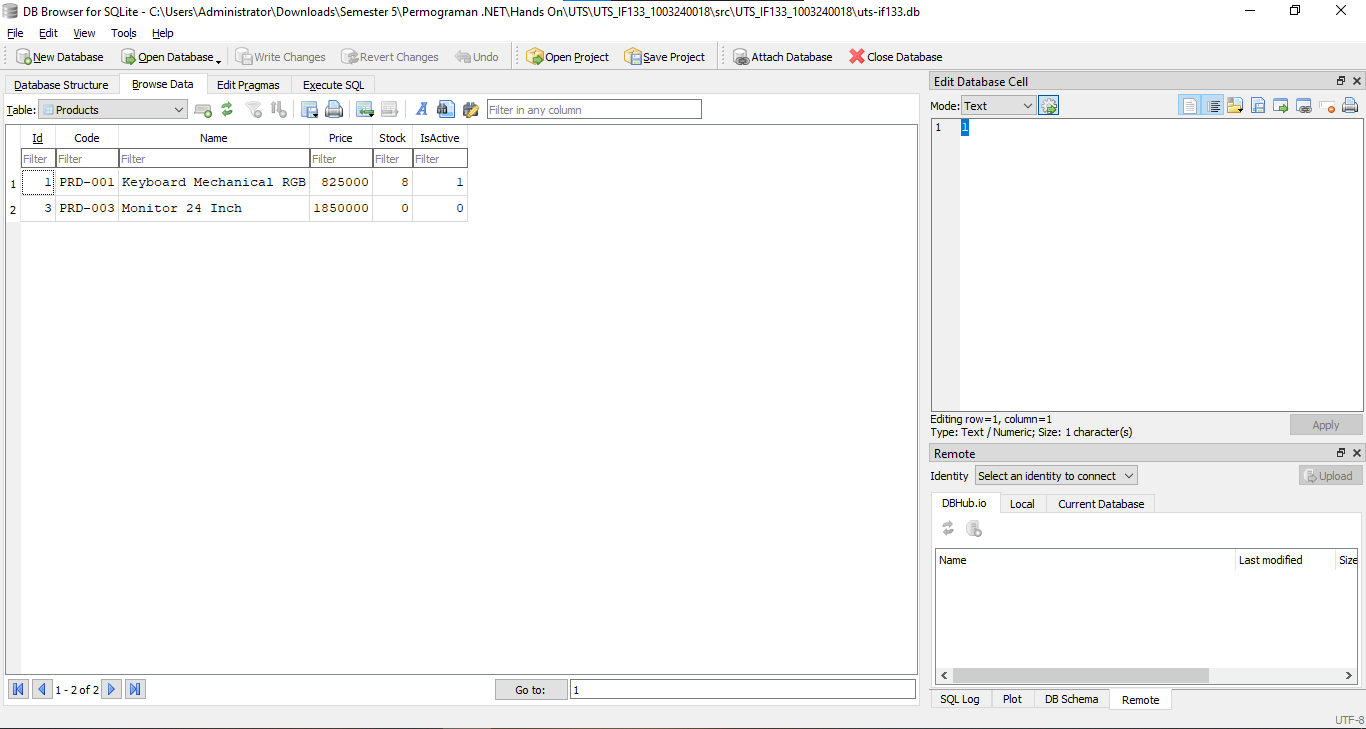 DB Browser for SQLite - C:\Users\Administrator\Downloads\Semester 5\Permograman .NET\Hands On\UTS\UTS_IF133_1003240018\src\UTS_IF133_1003240018\uts-if133.db
File Edit View Tools Help
New Database Open Database Write Changes Revert Changes Undo Open Project Save Project Attach Database Close Database
Database Structure Browse Data Edit Pragmas Execute SQL
Table: Products Filter in any column
Id Code Name Price Stock IsActive
Filter Filter Filter Filter Filter Filter
1 1 PRD-001 Keyboard Mechanical RGB 825000 8 1
2 3 PRD-003 Monitor 24 Inch 1850000 0 0
1 - 2 of 2 Go to: 1
Edit Database Cell
Mode: Text
1 1
Editing row=1, column=1
Type: Text / Numeric; Size: 1 character(s)
Apply
Remote
Identity Select an identity to connect Upload
DBHub.io Local Current Database
Name Last modified Size
SQL Log Plot DB Schema Remote
UTF-8